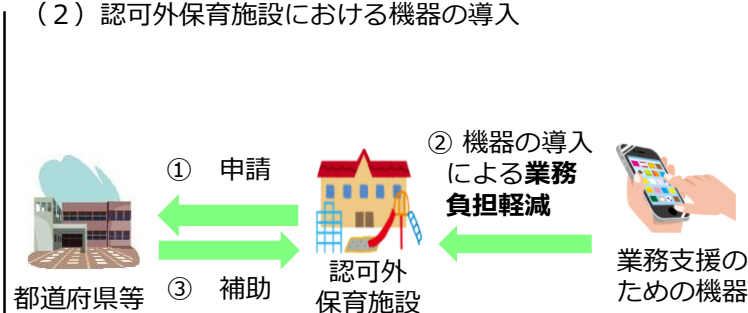 （2）認可外保育施設における機器の導入
① 申請
② 機器の導入
による業務
負担軽減
③ 補助
都道府県等
認可外
保育施設
業務支援の
ための機器